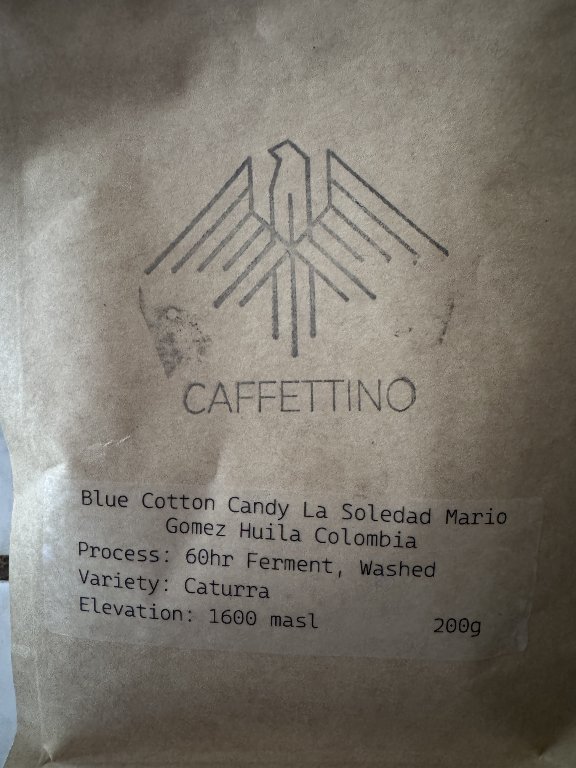 CAFFETTINO
Blue Cotton Candy La Soledad Mario
Gomez Huila Colombia
Process: 60hr Ferment, Washed
Variety: Caturra
Elevation: 1600 masl 200g